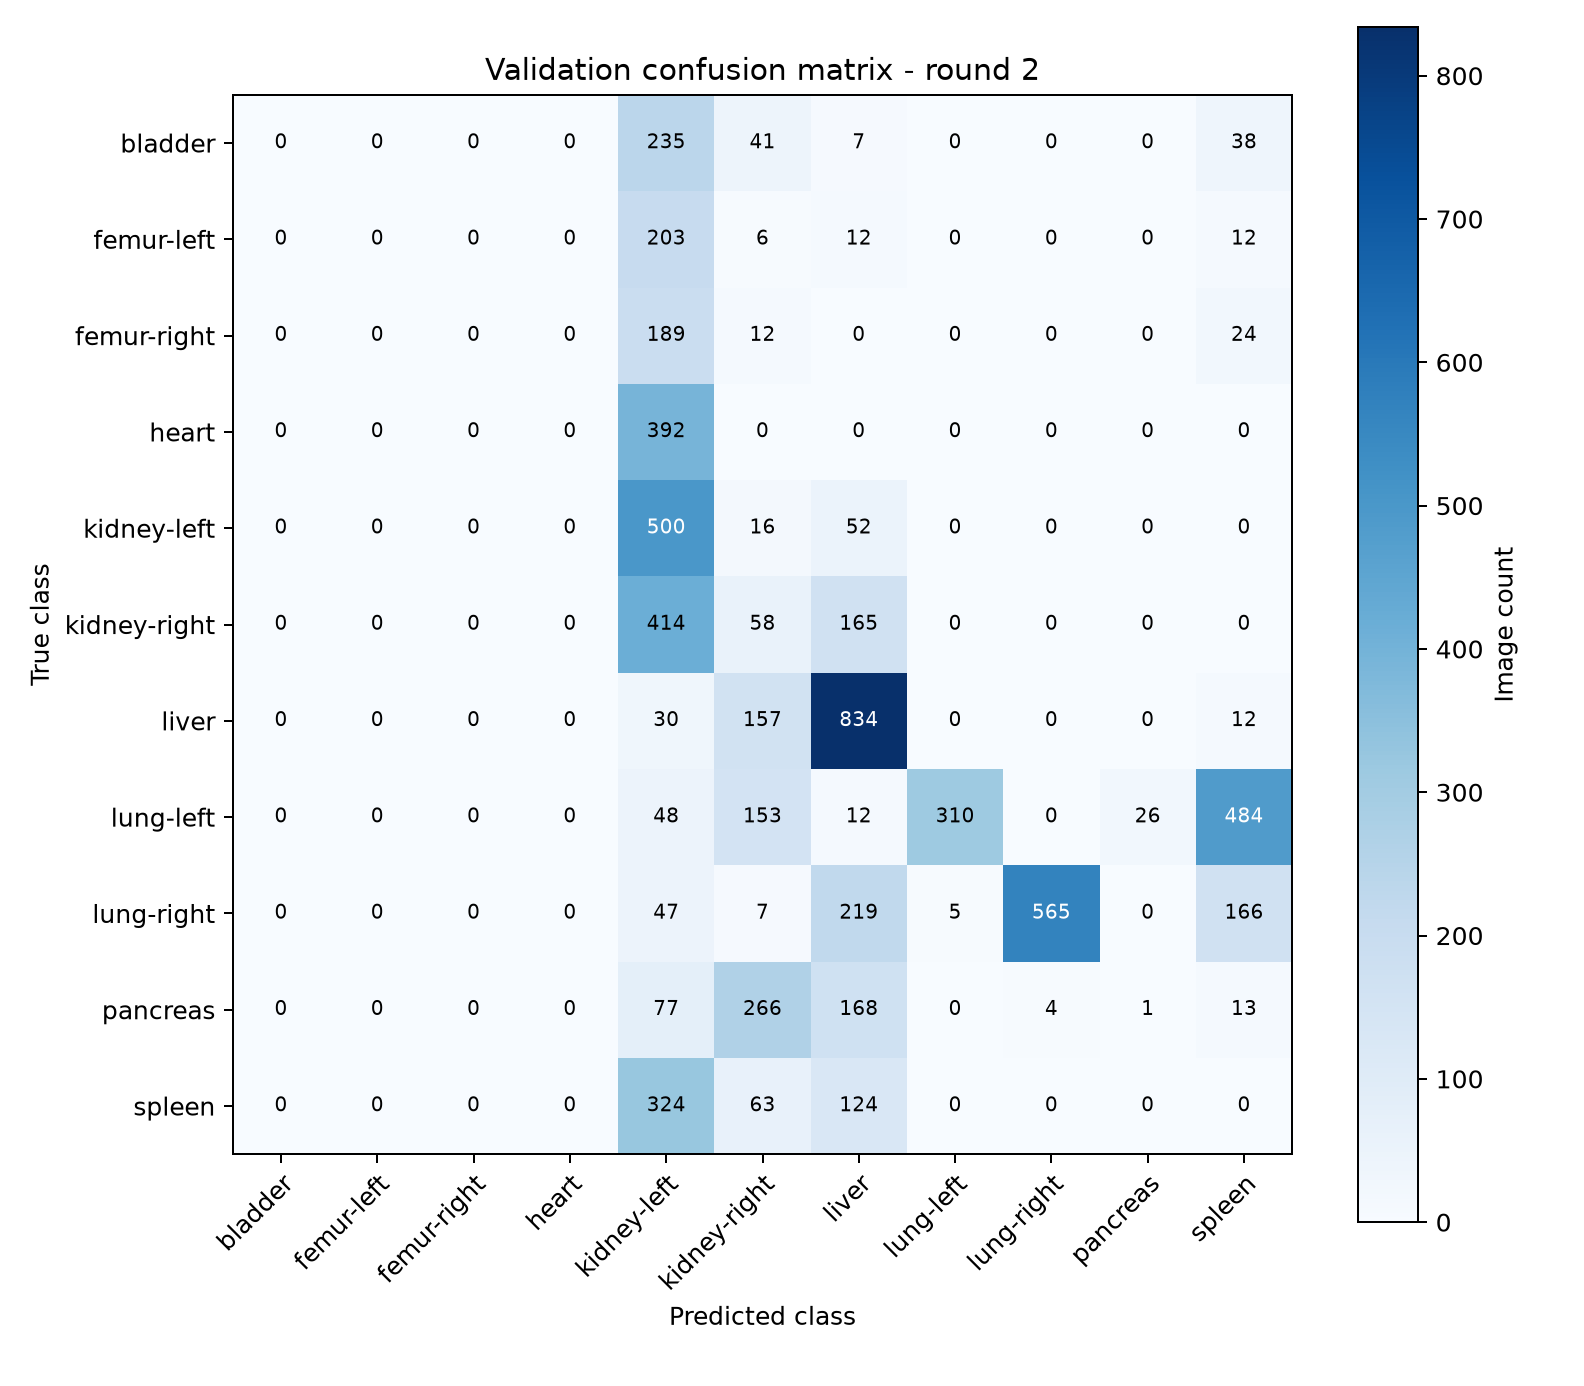 Validation confusion matrix - round 2
bladder 0 0 0 0 235 41 7 0 0 0 38
femur-left 0 0 0 0 203 6 12 0 0 0 12
femur-right 0 0 0 0 189 12 0 0 0 0 24
heart 0 0 0 0 392 0 0 0 0 0 0
kidney-left 0 0 0 0 500 16 52 0 0 0 0
kidney-right 0 0 0 0 414 58 165 0 0 0 0
liver 0 0 0 0 30 157 834 0 0 0 12
lung-left 0 0 0 0 48 153 12 310 0 26 484
lung-right 0 0 0 0 47 7 219 5 565 0 166
pancreas 0 0 0 0 77 266 168 0 4 1 13
spleen 0 0 0 0 324 63 124 0 0 0 0
bladder femur-left femur-right heart kidney-left kidney-right liver lung-left lung-right pancreas spleen
Predicted class
True class
800
700
600
500
400
300
200
100
0
Image count